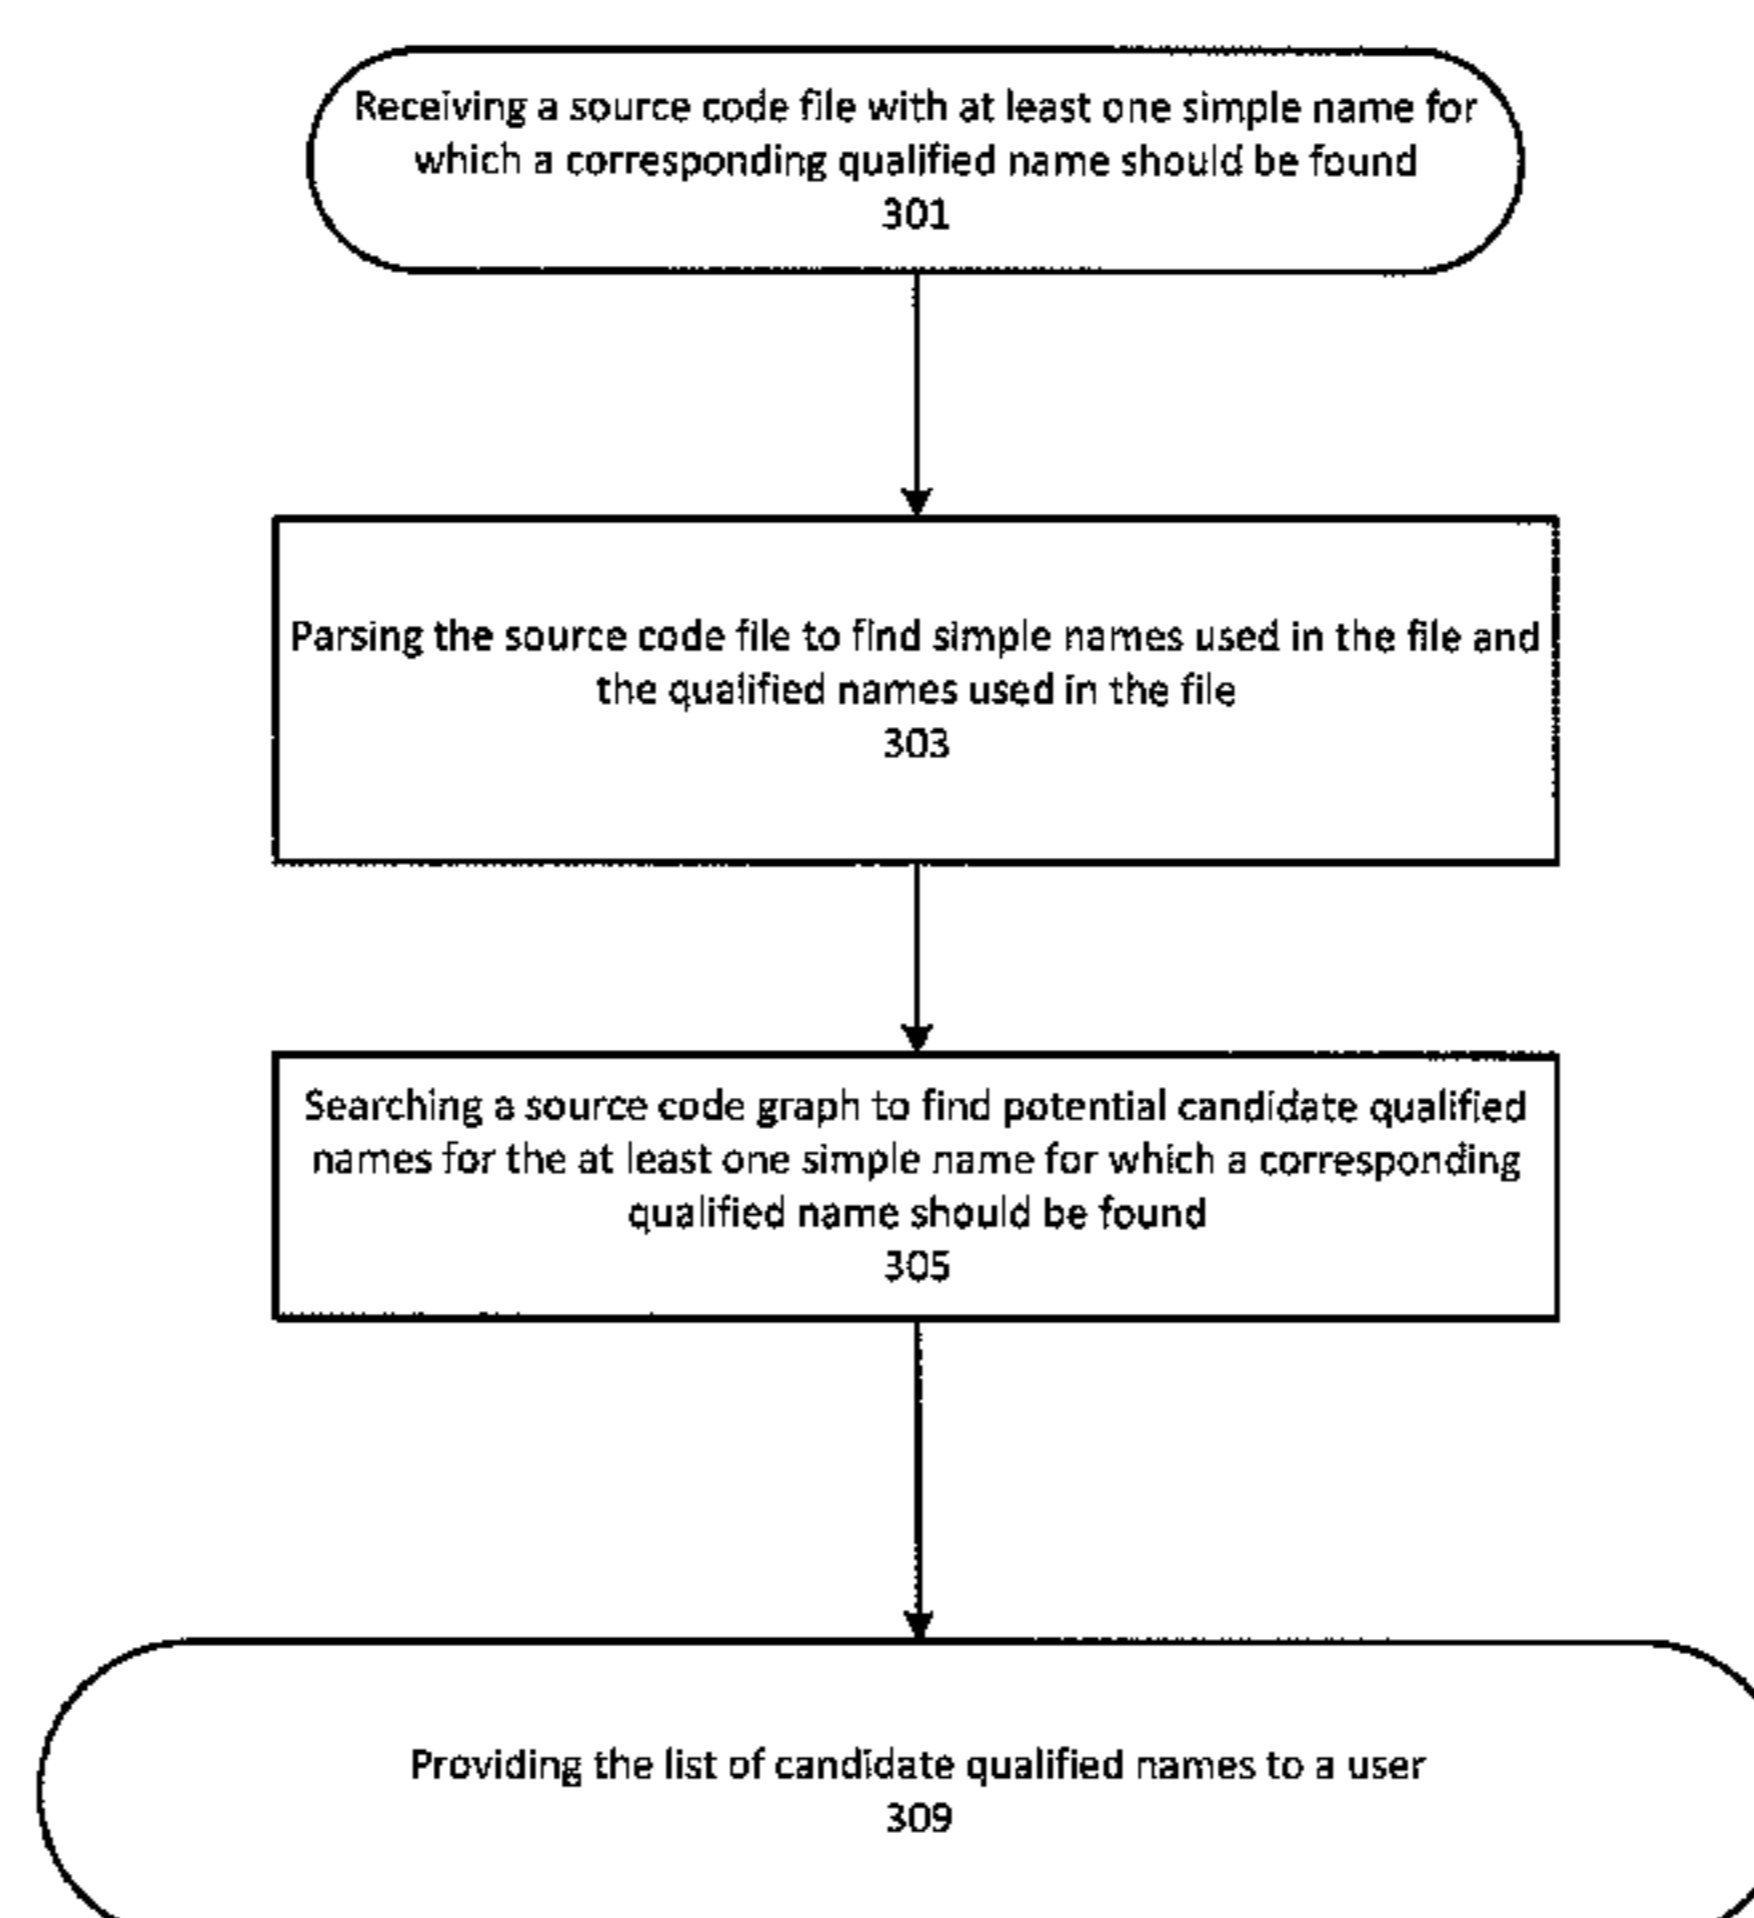 Receiving a source code file with at least one simple name for
which a corresponding qualified name should be found
301
Parsing the source code file to find simple names used in the file and
the qualified names used in the file
303
Searching a source code graph to find potential candidate qualified
names for the at least one simple name for which a corresponding
qualified name should be found
305
Providing the list of candidate qualified names to a user
309